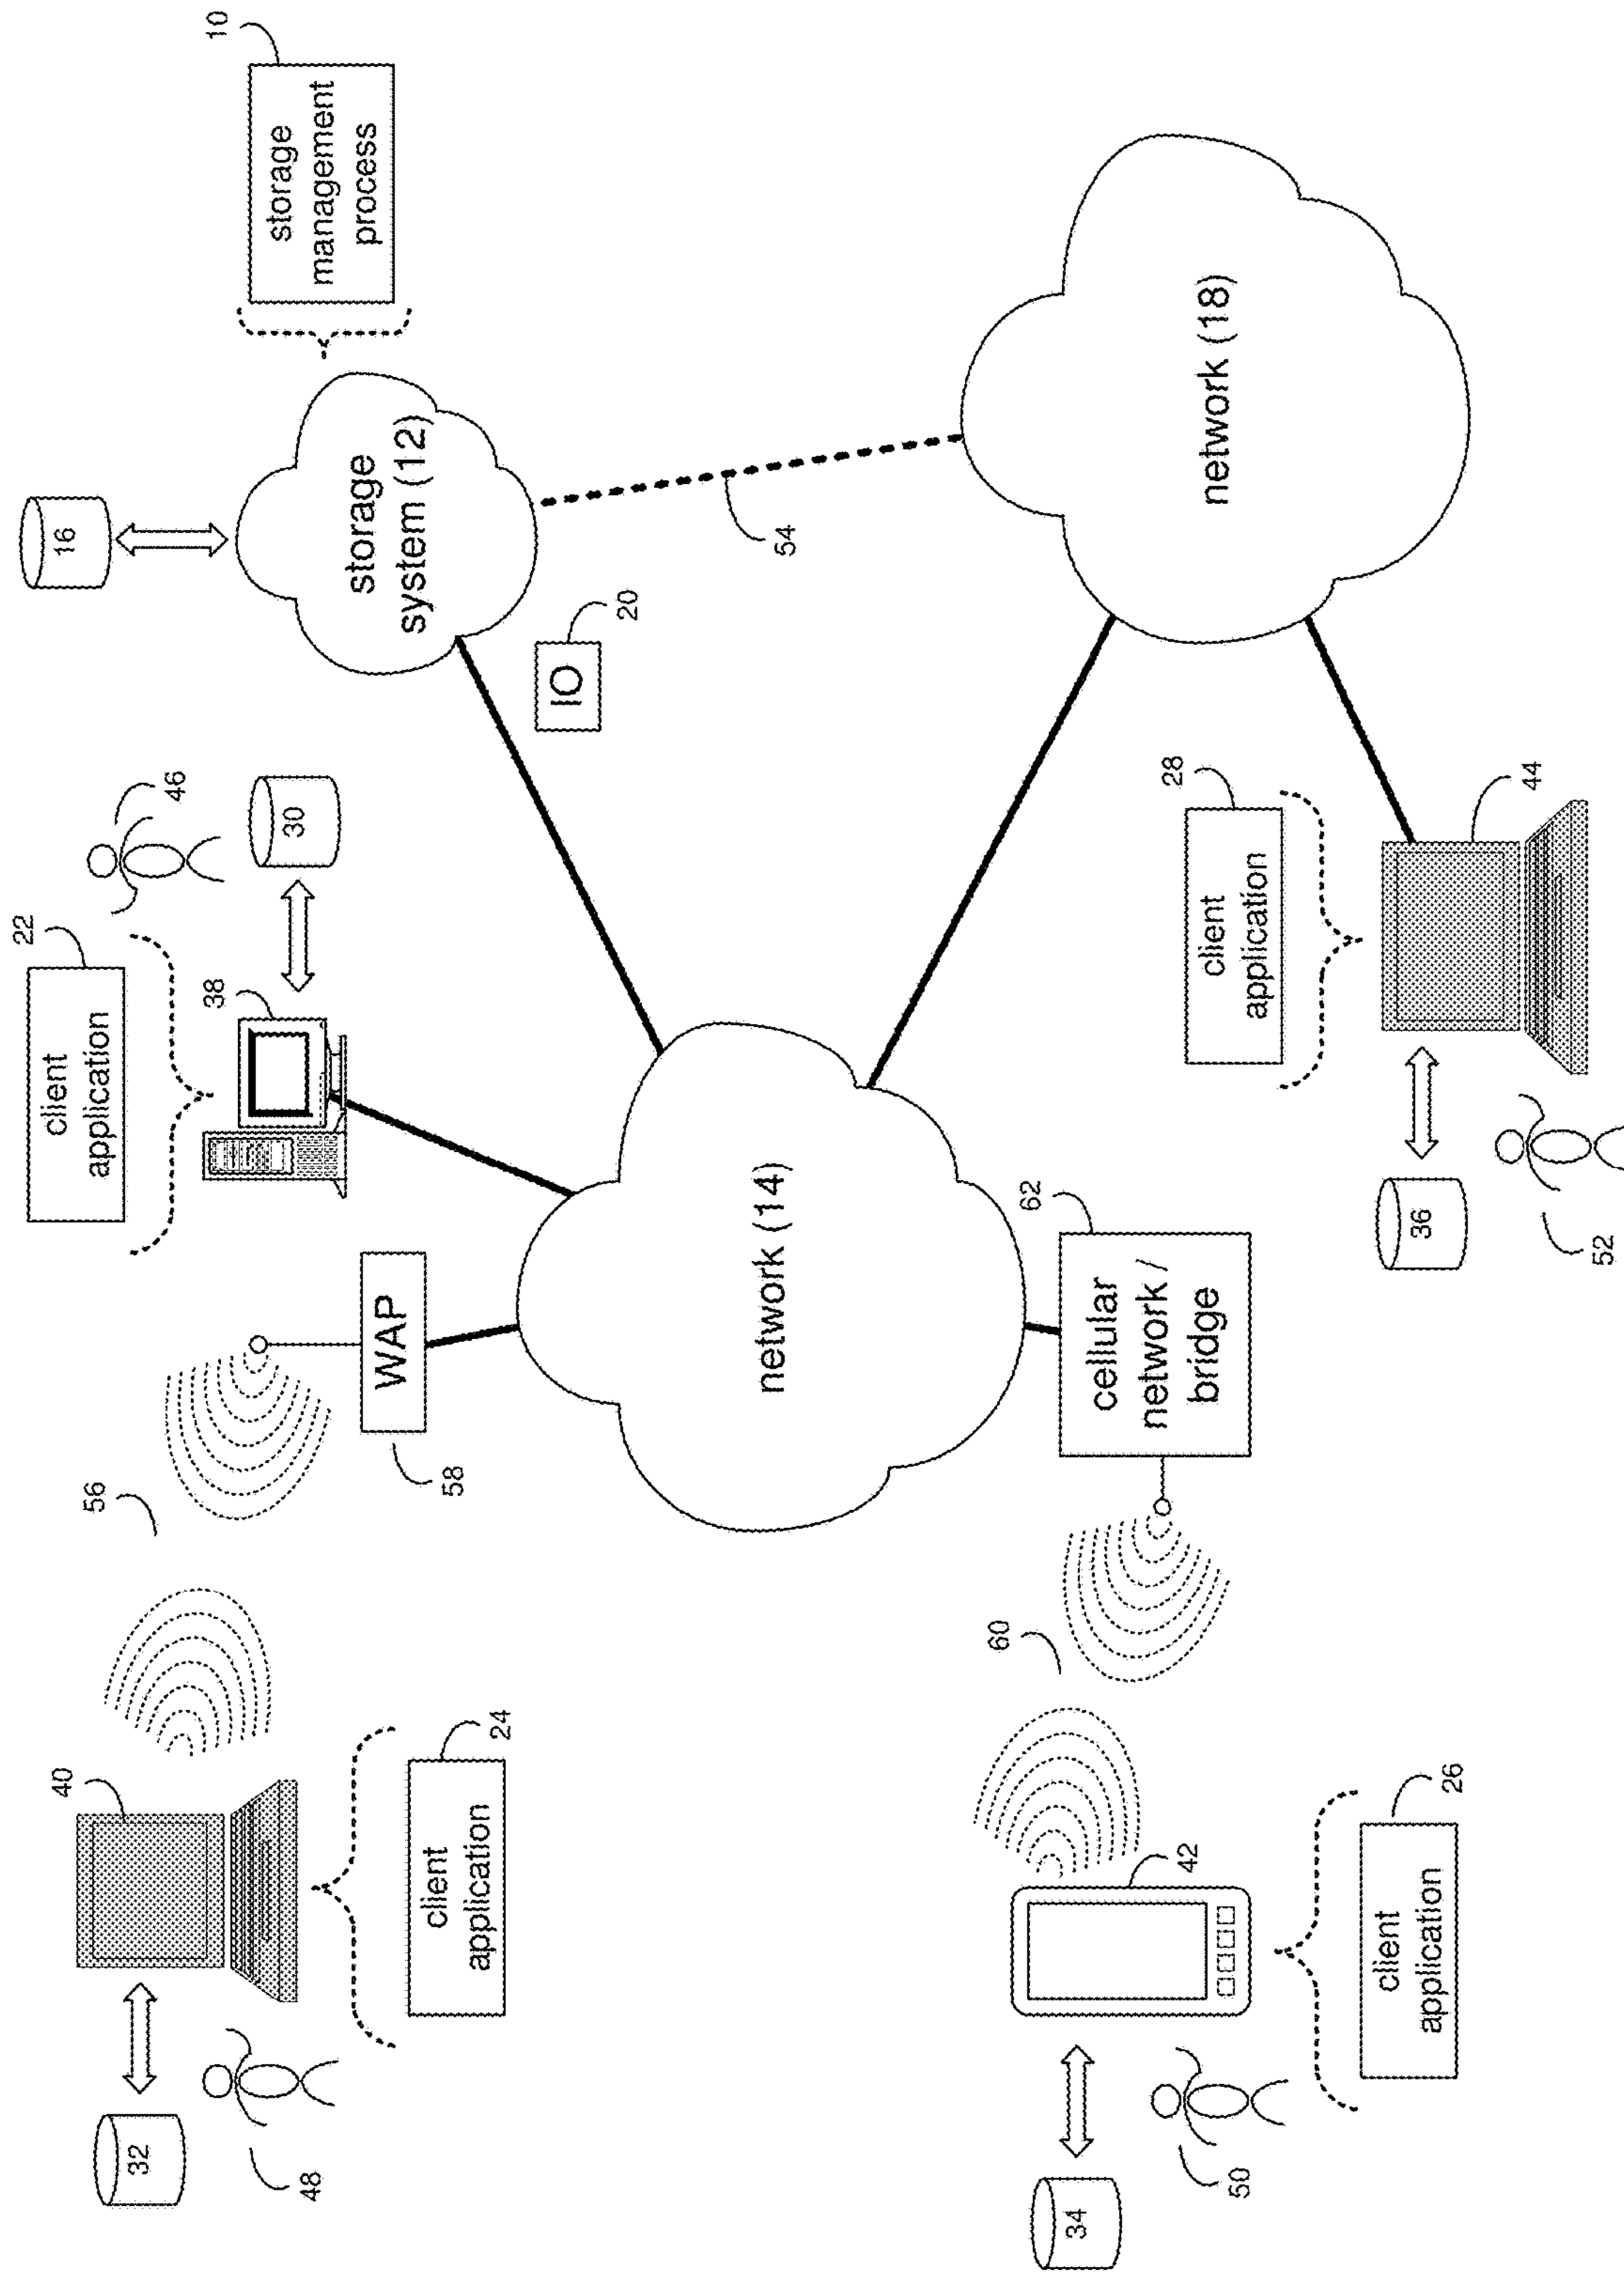 22
client
application
40
16
56
32
46
38
10
storage
management
process
30
48
storage
system (12)
WAP
58
client
application
24
IO
20
network (14)
54
60
62
34
cellular
network /
bridge
42
28
client
application
network (18)
50
client
application
26
36
44
52